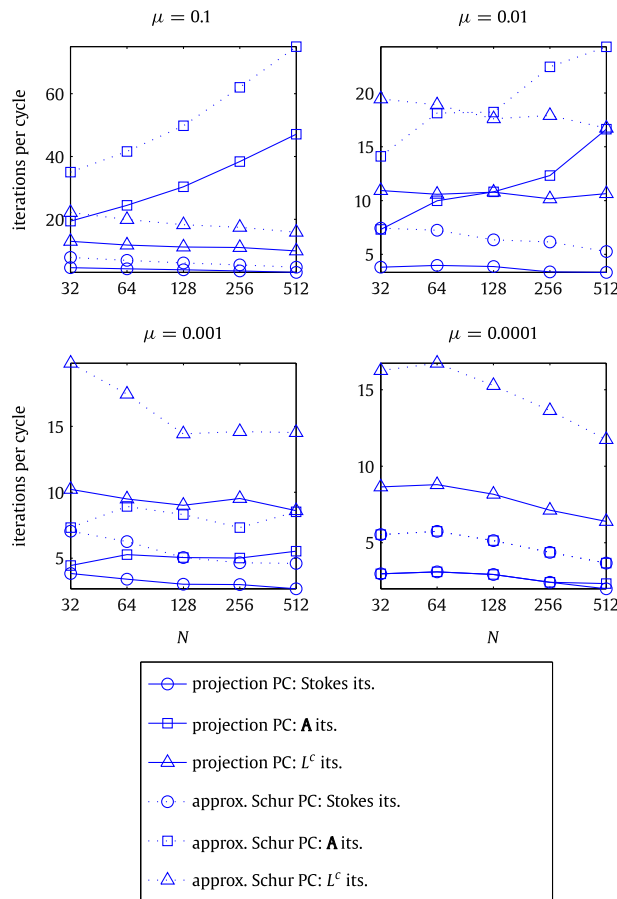 μ = 0.1
μ = 0.01
iterations per cycle
60
40
20
32 64 128 256 512
20
15
10
5
32 64 128 256 512
μ = 0.001
μ = 0.0001
iterations per cycle
15
10
5
32 64 128 256 512
N
15
10
5
32 64 128 256 512
N
projection PC: Stokes its.
projection PC: A its.
projection PC: L^c its.
approx. Schur PC: Stokes its.
approx. Schur PC: A its.
approx. Schur PC: L^c its.